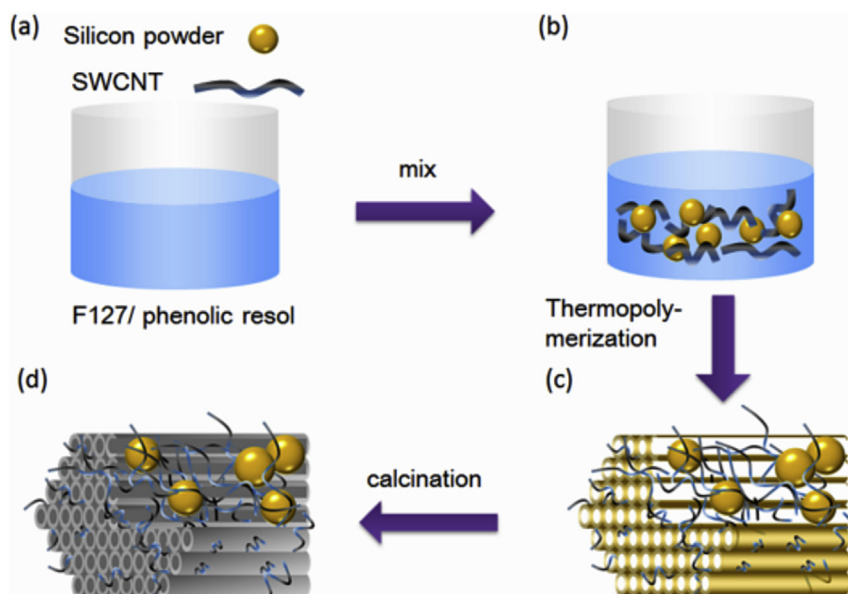 (a)
Silicon powder
SWCNT
F127/ phenolic resol
mix
(b)
Thermopoly-
merization
(c)
calcination
(d)